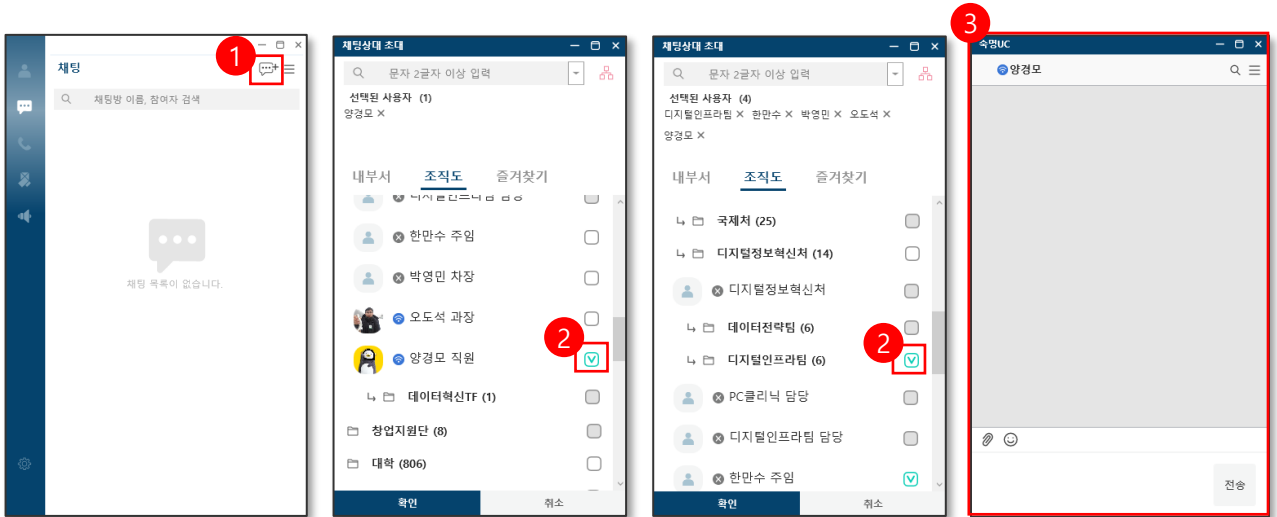 1
채팅
채팅방 이름, 참여자 검색
채팅 목록이 없습니다.
채팅상대 초대
문자 2글자 이상 입력
선택된 사용자 (1)
양경모 ×
내부서 조직도 즐겨찾기
디지털인프라팀 담당
한만수 주임
박영민 차장
오도석 과장
2
양경모 직원
데이터혁신TF (1)
창업지원단 (8)
대학 (806)
확인 취소
채팅상대 초대
문자 2글자 이상 입력
선택된 사용자 (4)
디지털인프라팀 × 한만수 × 박영민 × 오도석 ×
양경모 ×
내부서 조직도 즐겨찾기
국제처 (25)
디지털정보혁신처 (14)
디지털정보혁신처
데이터전략팀 (6)
2
디지털인프라팀 (6)
PC클리닉 담당
디지털인프라팀 담당
한만수 주임
확인 취소
3
숙명UC
양경모
전송